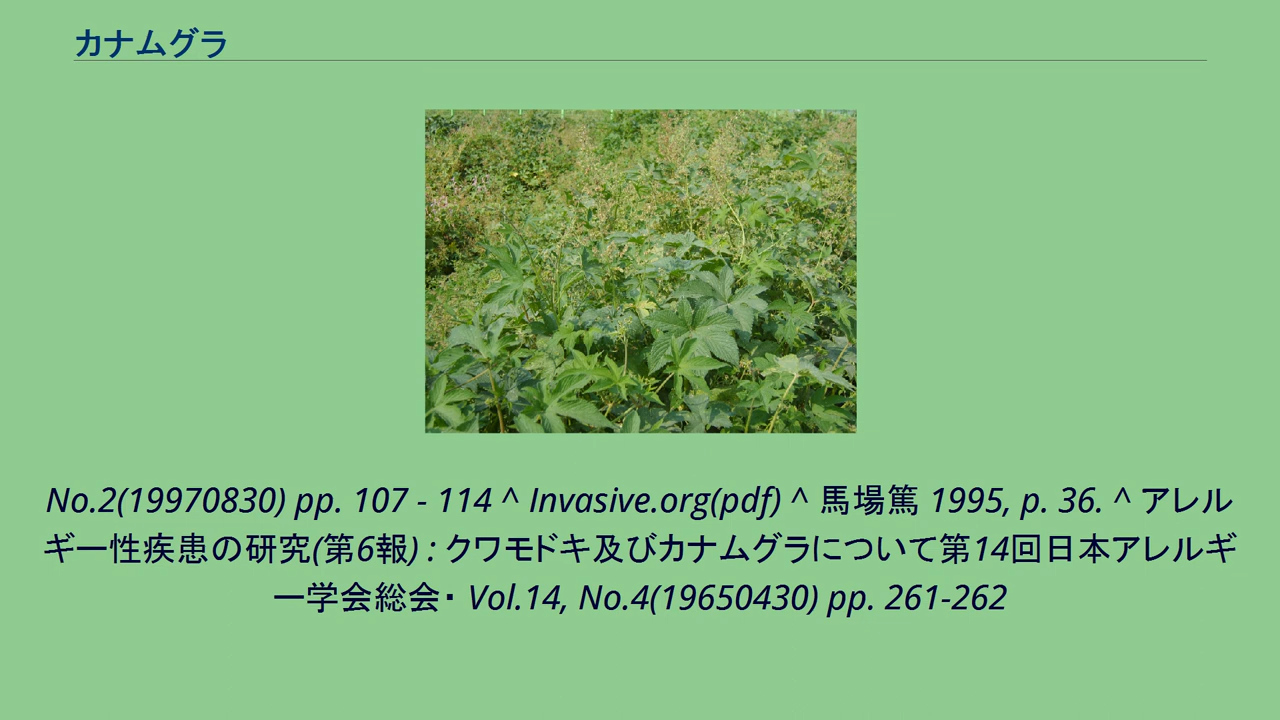 カナムグラ
No.2(19970830) pp. 107 - 114 ^ Invasive.org(pdf) ^ 馬場篤 1995, p. 36. ^ アレル
ギー性疾患の研究(第6報) : クワモドキ及びカナムグラについて第14回日本アレルギ
ー学会総会・ Vol.14, No.4(19650430) pp. 261-262